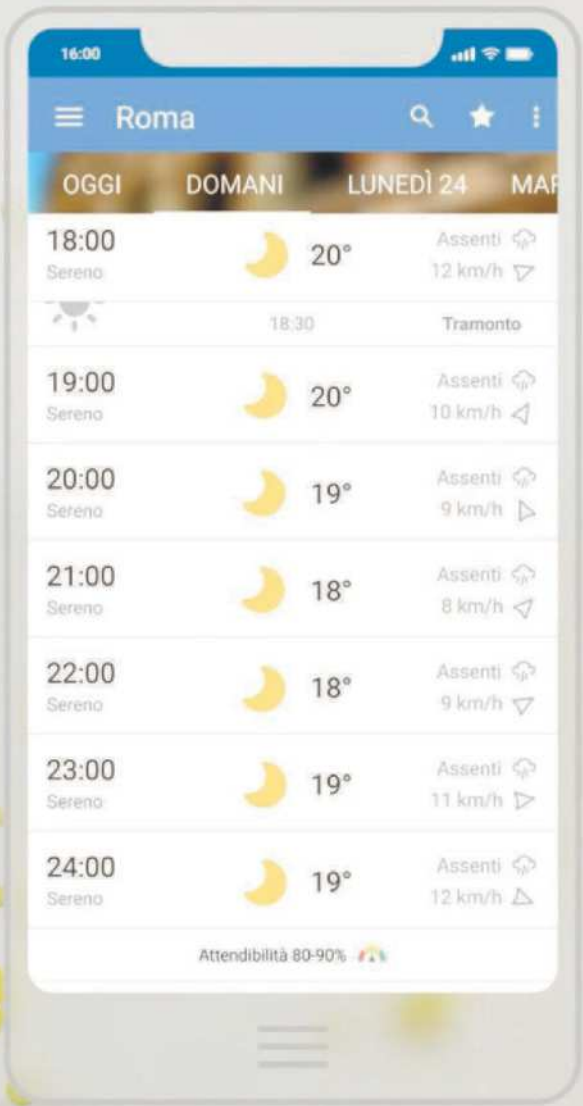 16:00
Roma
OGGI DOMANI LUNEDÌ 24 MAR
18:00 20° Assenti
Sereno 12 km/h
18:30 Tramonto
19:00 20° Assenti
Sereno 10 km/h
20:00 19° Assenti
Sereno 9 km/h
21:00 18° Assenti
Sereno 8 km/h
22:00 18° Assenti
Sereno 9 km/h
23:00 19° Assenti
Sereno 11 km/h
24:00 19° Assenti
Sereno 12 km/h
Attendibilità 80-90%